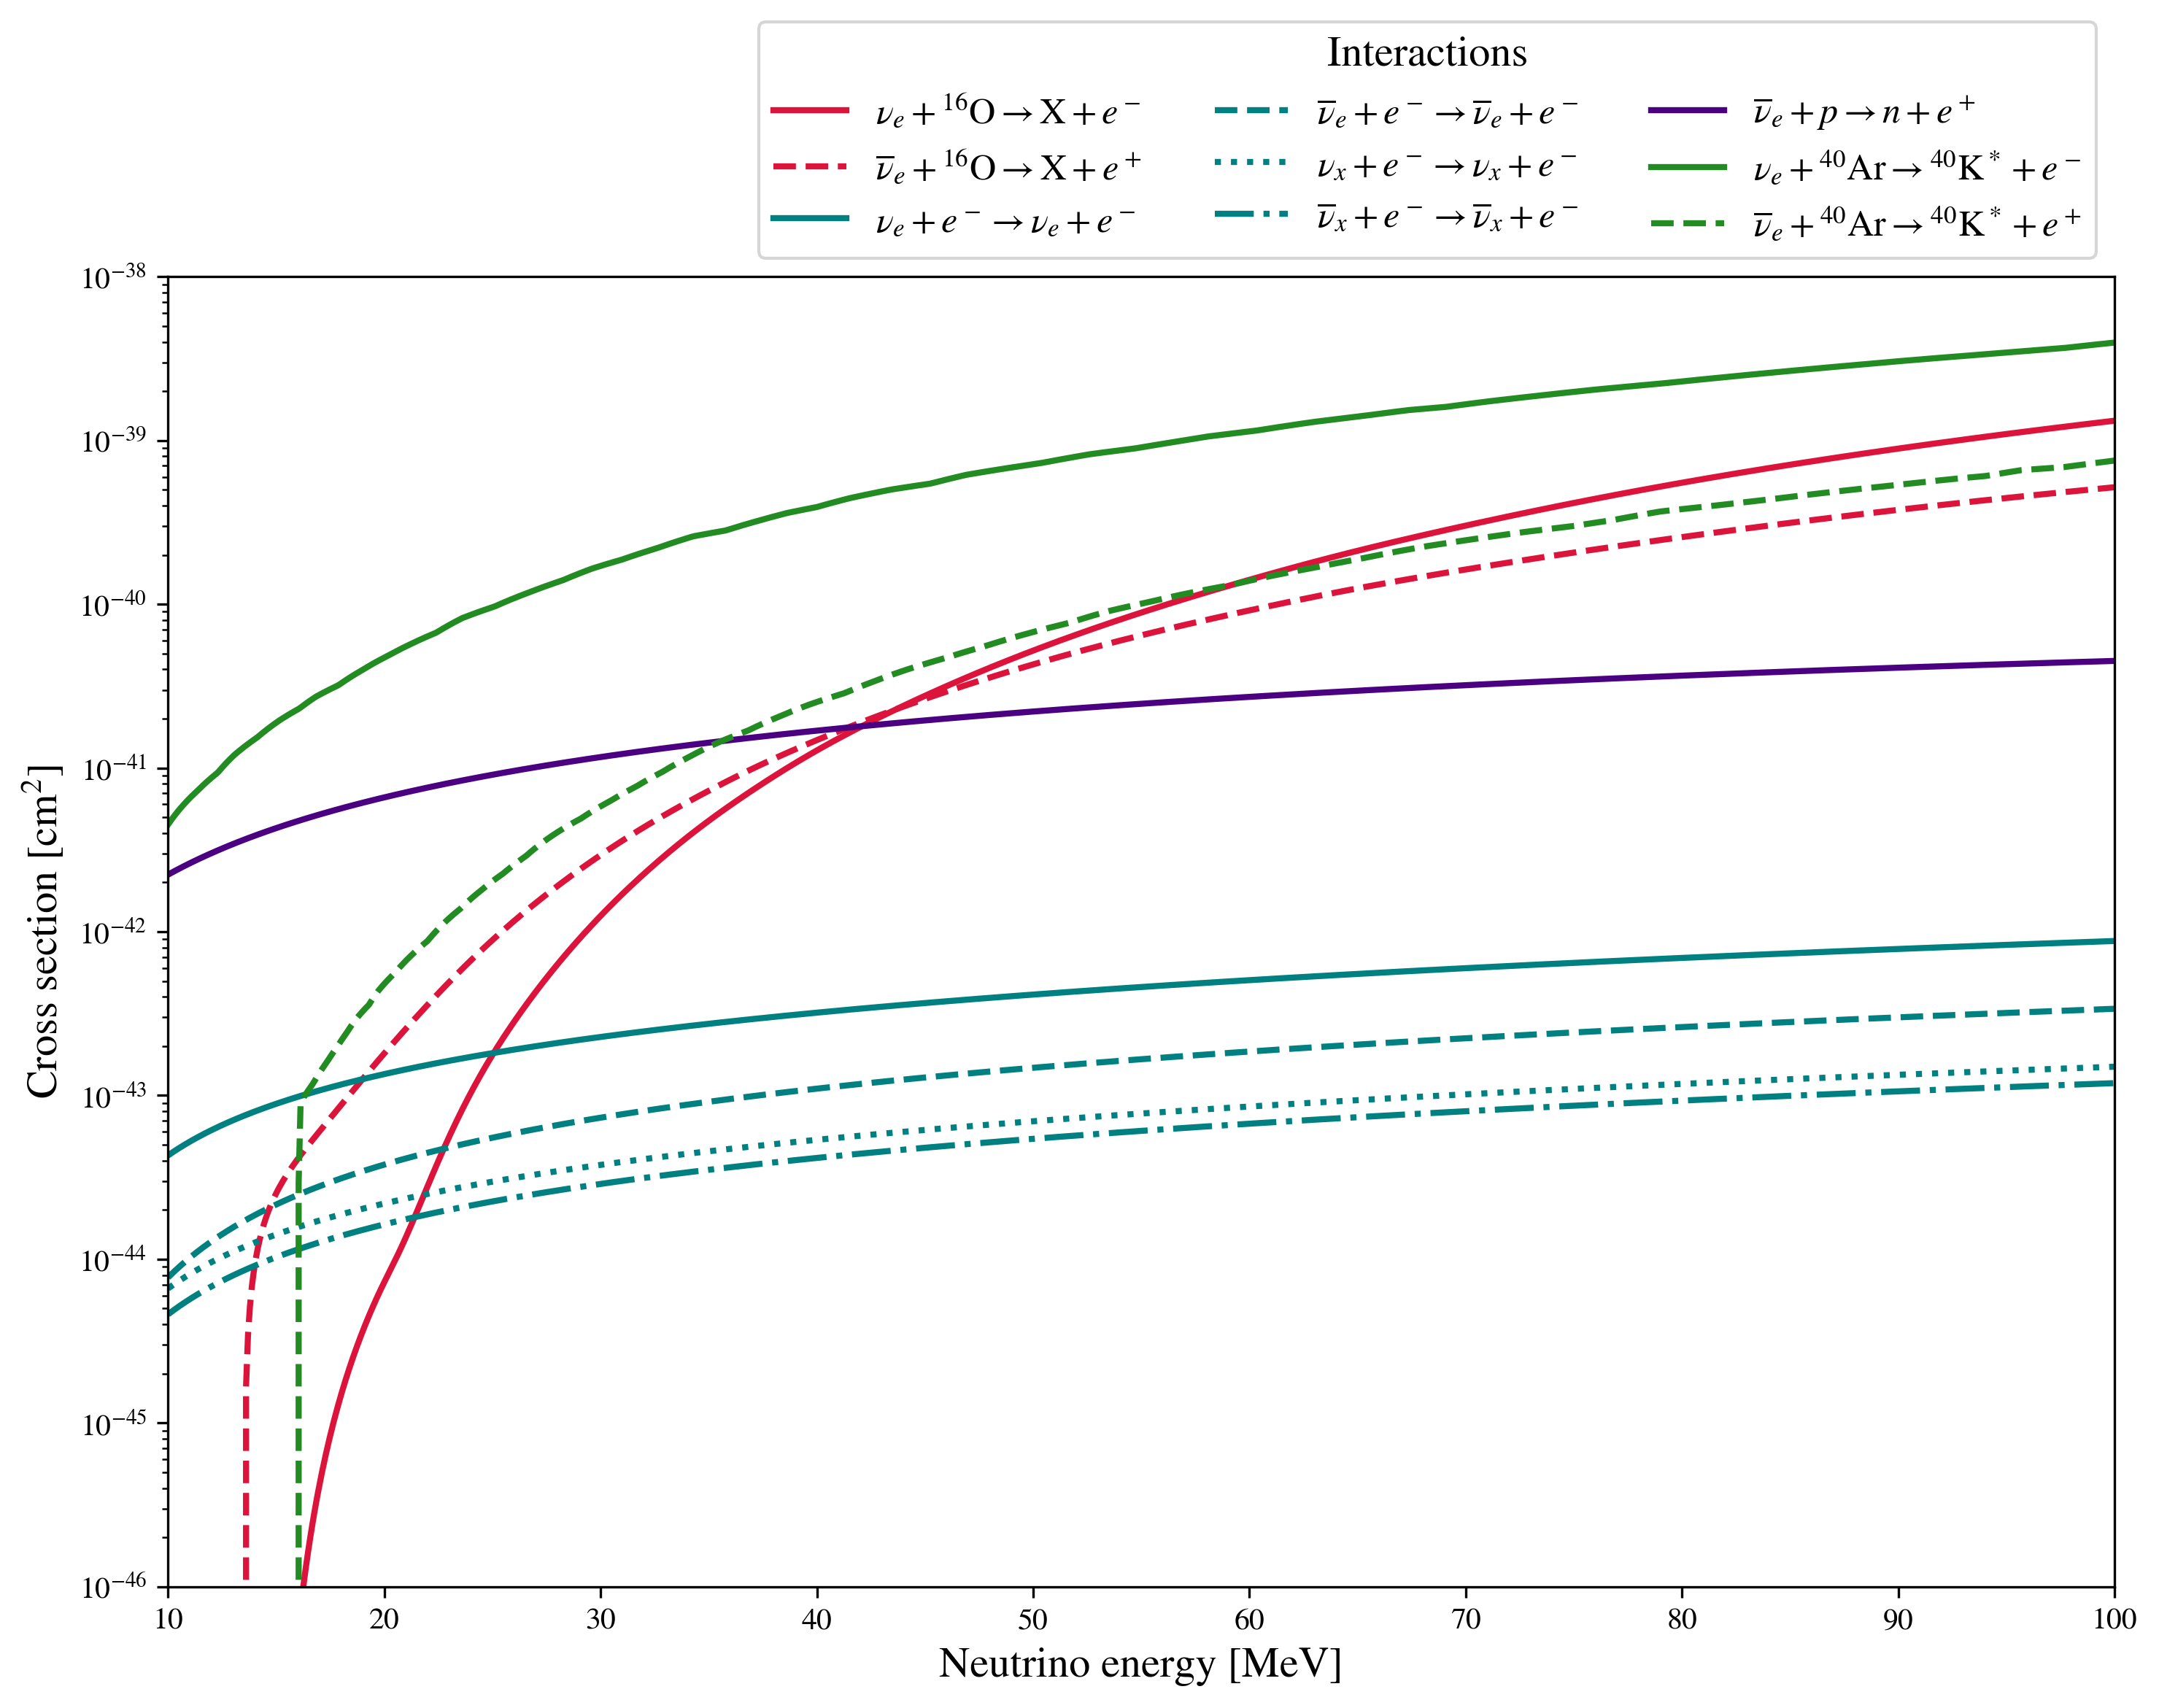 Interactions
νₑ + ¹⁶O → X + e⁻
ν̅ₑ + e⁻ → ν̅ₑ + e⁻
ν̅ₑ + p → n + e⁺
ν̅ₑ + ¹⁶O → X + e⁺
νₓ + e⁻ → νₓ + e⁻
νₑ + ⁴⁰Ar → ⁴⁰K* + e⁻
νₑ + e⁻ → νₑ + e⁻
ν̅ₓ + e⁻ → ν̅ₓ + e⁻
ν̅ₑ + ⁴⁰Ar → ⁴⁰K* + e⁺
10⁻³⁸
10⁻³⁹
10⁻⁴⁰
10⁻⁴¹
10⁻⁴²
10⁻⁴³
10⁻⁴⁴
10⁻⁴⁵
10⁻⁴⁶
Cross section [cm²]
10 20 30 40 50 60 70 80 90 100
Neutrino energy [MeV]